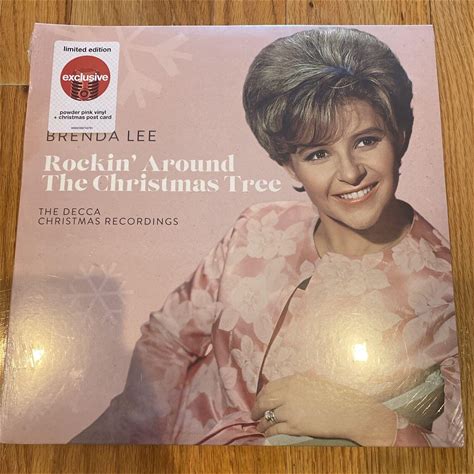 limited edition
exclusive
powder pink vinyl
+ christmas post card
BRENDA LEE
Rockin' Around
The Christmas Tree
THE DECCA
CHRISTMAS RECORDINGS